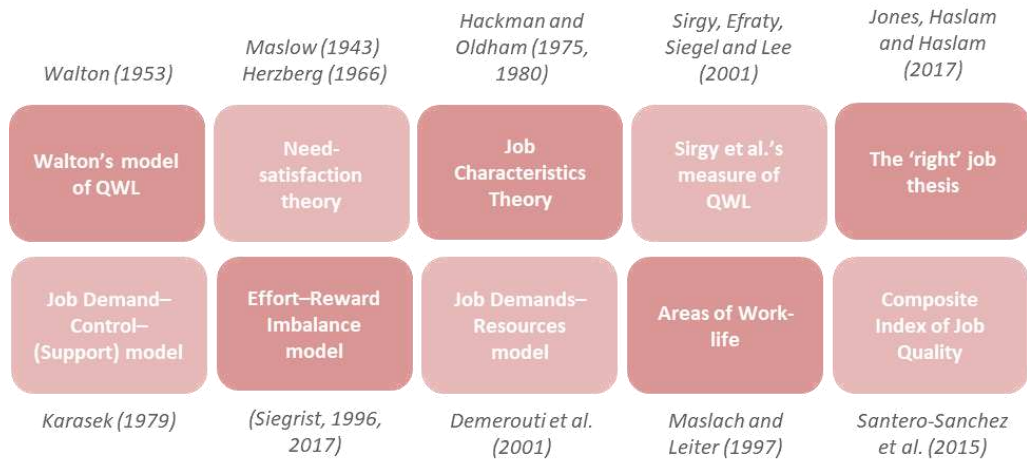 Walton (1953)
Maslow (1943)
Herzberg (1966)
Hackman and
Oldham (1975,
1980)
Sirgy, Efraty,
Siegel and Lee
(2001)
Jones, Haslam
and Haslam
(2017)
Walton’s model
of QWL
Need-
satisfaction
theory
Job
Characteristics
Theory
Sirgy et al.’s
measure of
QWL
The ‘right’ job
thesis
Job Demand–
Control–
(Support) model
Effort–Reward
Imbalance
model
Job Demands–
Resources
model
Areas of Work-
life
Composite
Index of Job
Quality
Karasek (1979)
(Siegrist, 1996,
2017)
Demerouti et al.
(2001)
Maslach and
Leiter (1997)
Santero-Sanchez
et al. (2015)